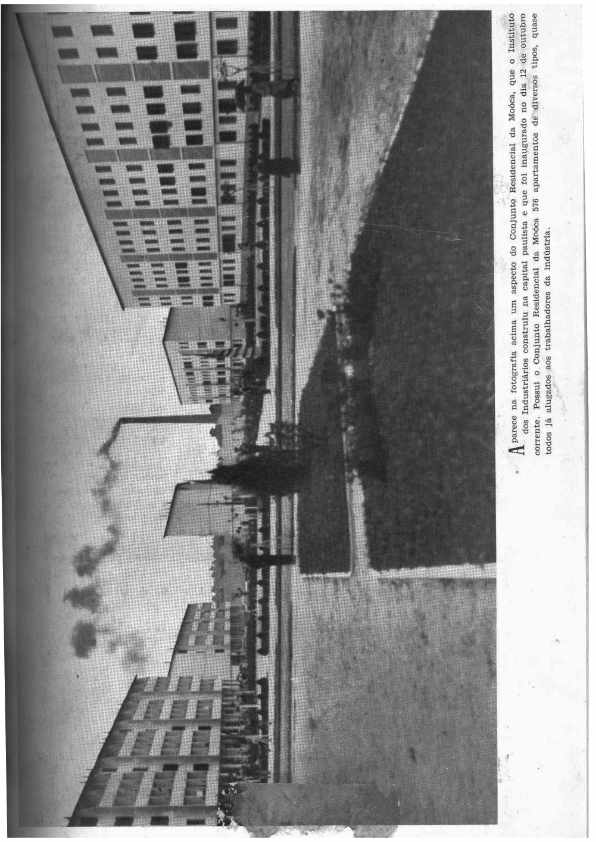 Aparece na fotografia acima um aspecto do Conjunto Residencial da Moóca, que o Instituto
dos Industriários construiu na capital paulista e que foi inaugurado no dia 12 de outubro
corrente. Possui o Conjunto Residencial da Moóca 576 apartamentos de diversos tipos, quase
todos já alugados aos trabalhadores da indústria.